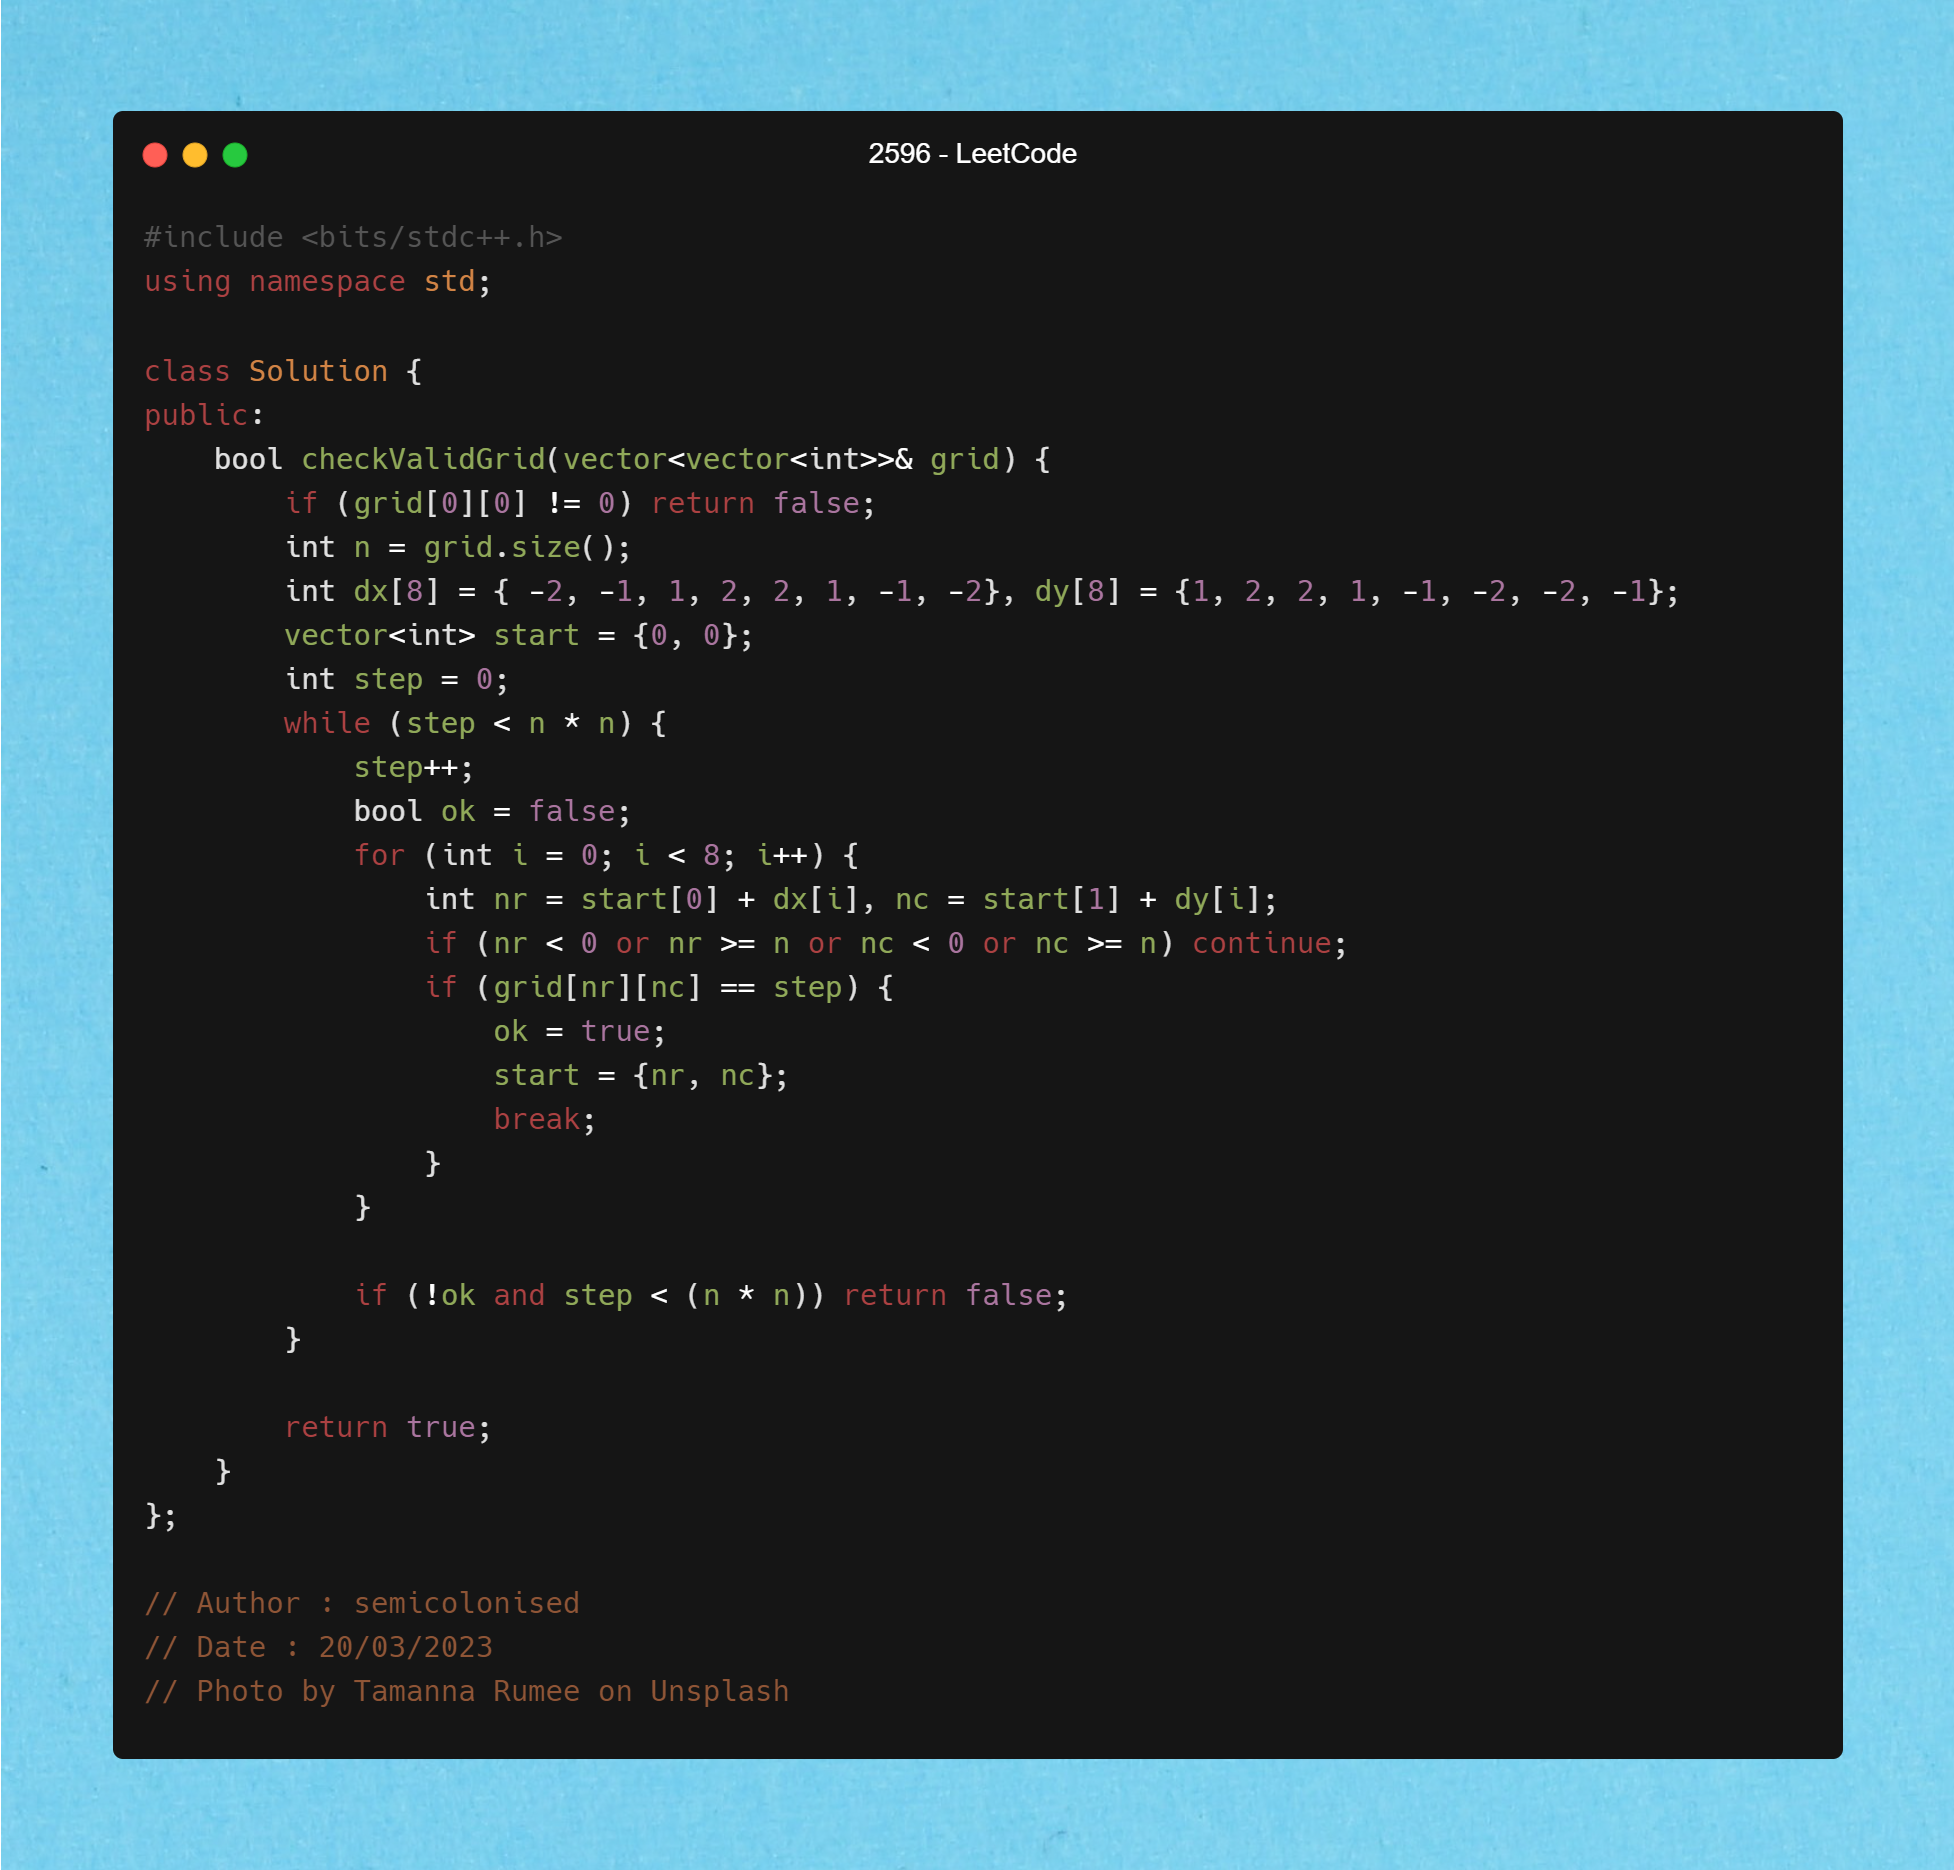 2596 - LeetCode
#include <bits/stdc++.h>
using namespace std;

class Solution {
public:
    bool checkValidGrid(vector<vector<int>>& grid) {
        if (grid[0][0] != 0) return false;
        int n = grid.size();
        int dx[8] = { -2, -1, 1, 2, 2, 1, -1, -2}, dy[8] = {1, 2, 2, 1, -1, -2, -2, -1};
        vector<int> start = {0, 0};
        int step = 0;
        while (step < n * n) {
            step++;
            bool ok = false;
            for (int i = 0; i < 8; i++) {
                int nr = start[0] + dx[i], nc = start[1] + dy[i];
                if (nr < 0 or nr >= n or nc < 0 or nc >= n) continue;
                if (grid[nr][nc] == step) {
                    ok = true;
                    start = {nr, nc};
                    break;
                }
            }

            if (!ok and step < (n * n)) return false;
        }

        return true;
    }
};

// Author : semicolonised
// Date : 20/03/2023
// Photo by Tamanna Rumee on Unsplash